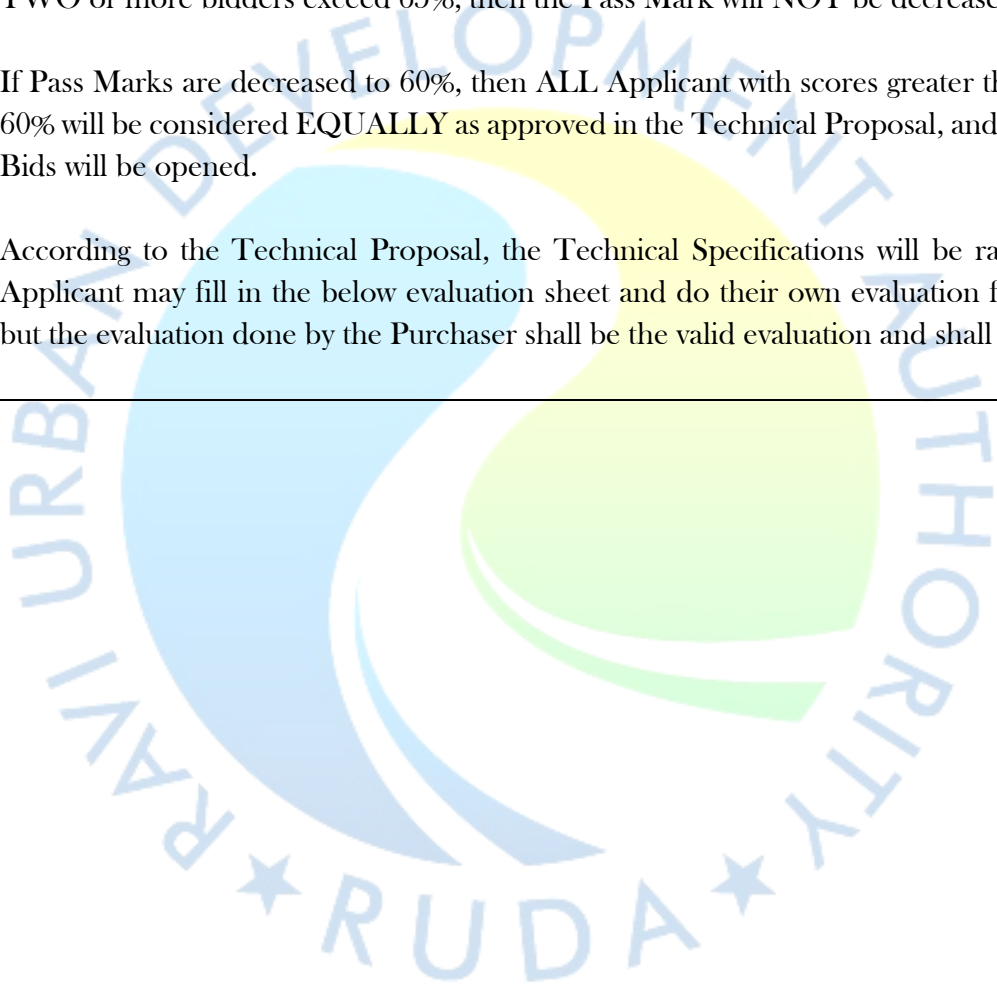 TWO or more bidders exceed 65%, then the Pass Mark will NOT be decrease
If Pass Marks are decreased to 60%, then ALL Applicant with scores greater th
60% will be considered EQUALLY as approved in the Technical Proposal, and
Bids will be opened.
According to the Technical Proposal, the Technical Specifications will be ra
Applicant may fill in the below evaluation sheet and do their own evaluation f
but the evaluation done by the Purchaser shall be the valid evaluation and shall
RAVI URBAN DEVELOPMENT AUTHORITY
RUDA